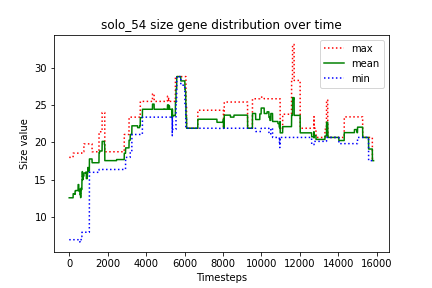 solo_54 size gene distribution over time
max
mean
min
Size value
30
25
20
15
10
0 2000 4000 6000 8000 10000 12000 14000 16000
Timesteps